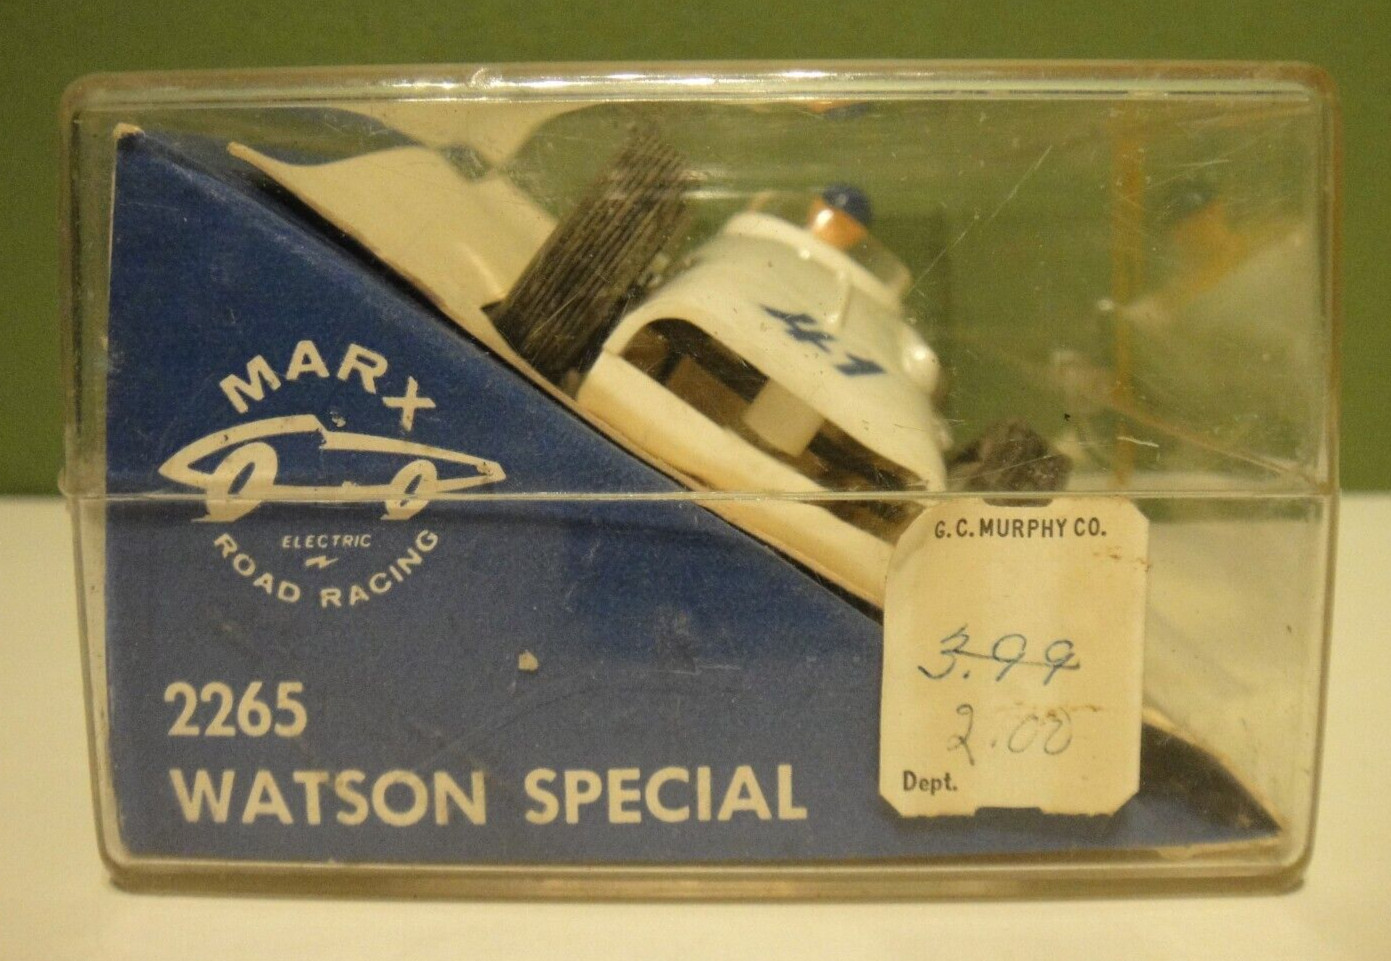 MARX
ELECTRIC
ROAD RACING
2265
WATSON SPECIAL
G.C. MURPHY CO.
3.99
2.00
Dept.